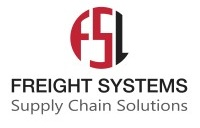 FSL
FREIGHT SYSTEMS
Supply Chain Solutions